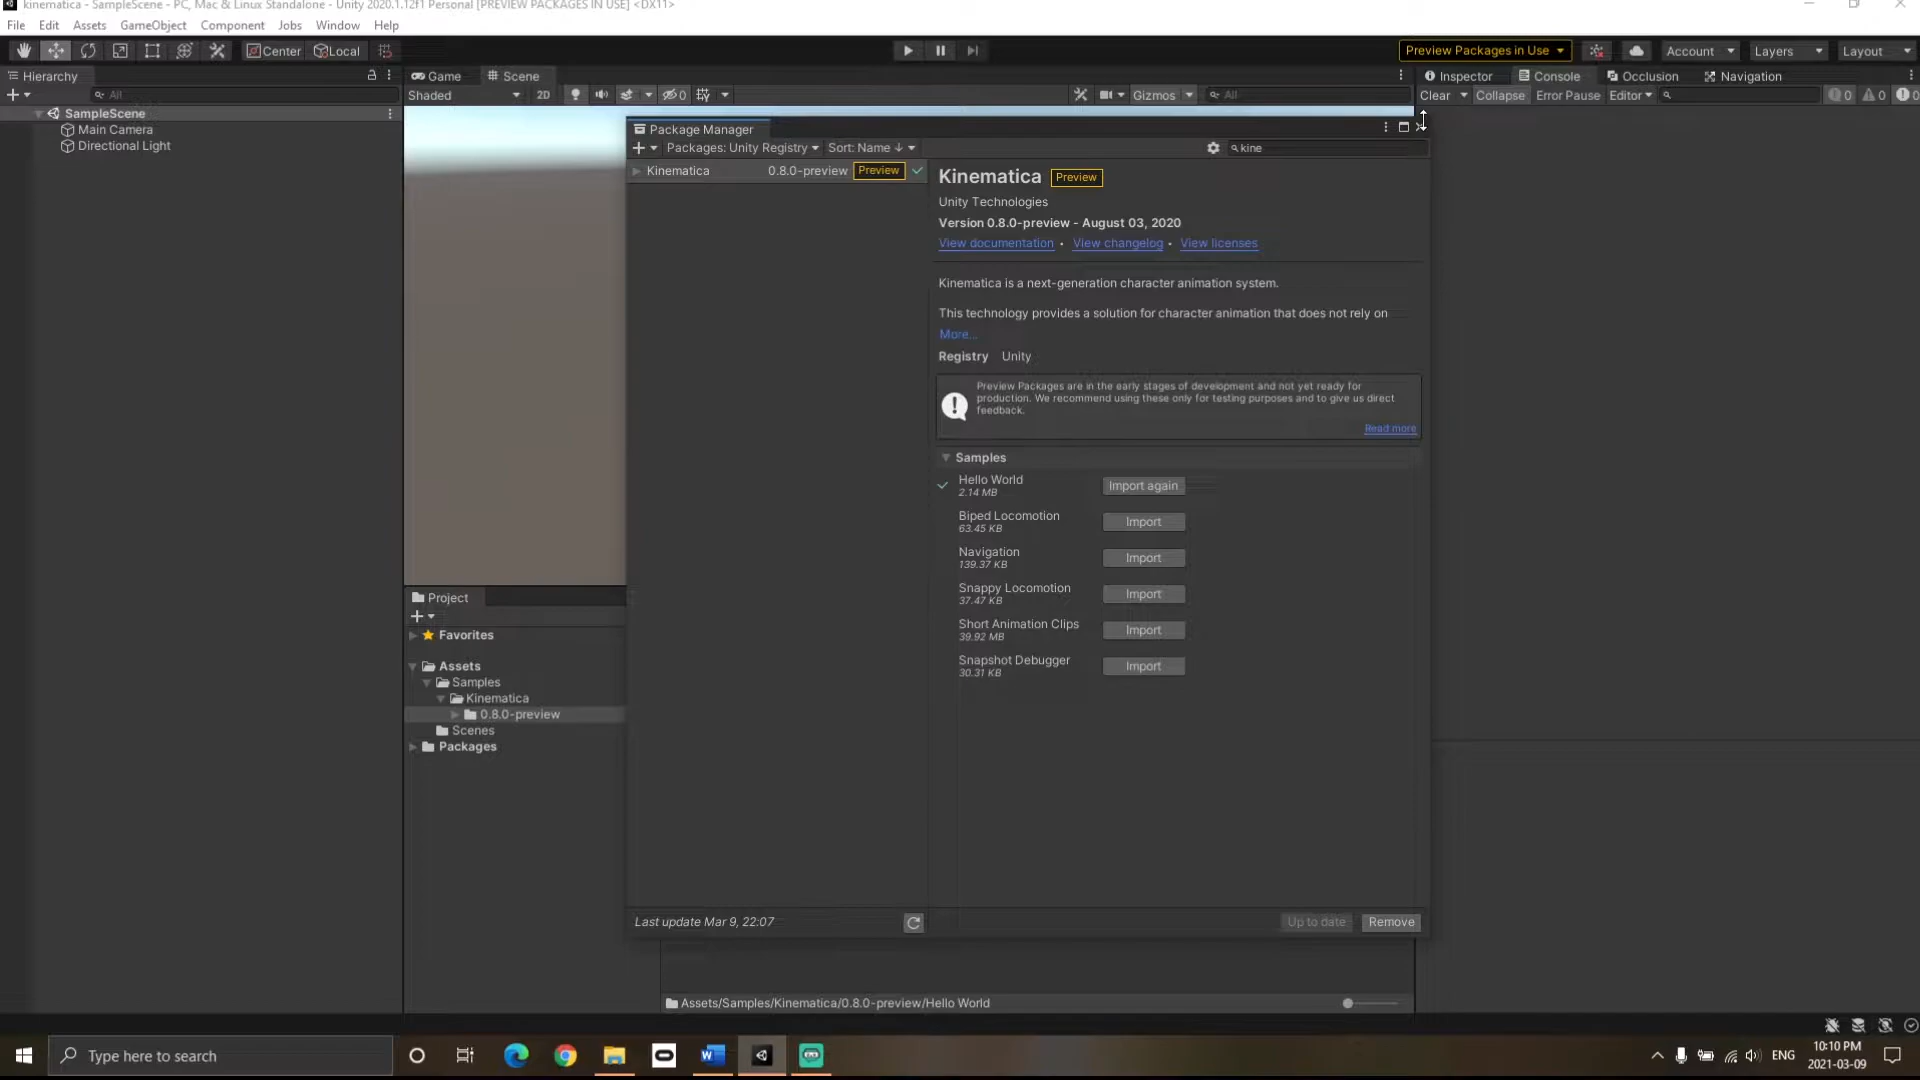 kinematica - SampleScene - PC, Mac & Linux Standalone - Unity 2020.1.12f1 Personal [PREVIEW PACKAGES IN USE] <DX11>
File Edit Assets GameObject Component Jobs Window Help
Center Local Preview Packages in Use Account Layers Layout
Hierarchy Game Scene Inspector Console Occlusion Navigation
All Shaded 2D 0 Gizmos All Clear Collapse Error Pause Editor 0 0 0
SampleScene
Main Camera
Directional Light
Package Manager
Packages: Unity Registry Sort: Name ↓ kine
Kinematica 0.8.0-preview Preview
Kinematica Preview
Unity Technologies
Version 0.8.0-preview - August 03, 2020
View documentation • View changelog • View licenses
Kinematica is a next-generation character animation system.
This technology provides a solution for character animation that does not rely on
More...
Registry Unity
Preview Packages are in the early stages of development and not yet ready for
production. We recommend using these only for testing purposes and to give us direct
feedback.
Read more
Samples
Hello World
2.14 MB
Import again
Biped Locomotion
63.45 KB
Import
Navigation
139.37 KB
Import
Snappy Locomotion
37.47 KB
Import
Short Animation Clips
39.92 MB
Import
Snapshot Debugger
30.31 KB
Import
Project
Favorites
Assets
Samples
Kinematica
0.8.0-preview
Scenes
Packages
Last update Mar 9, 22:07 Up to date Remove
Assets/Samples/Kinematica/0.8.0-preview/Hello World
Type here to search
W
ENG
10:10 PM
2021-03-09